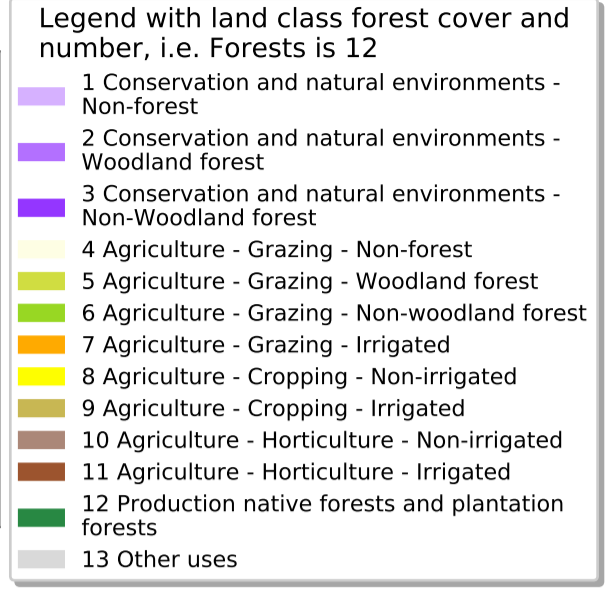 Legend with land class forest cover and
number, i.e. Forests is 12
1 Conservation and natural environments -
Non-forest
2 Conservation and natural environments -
Woodland forest
3 Conservation and natural environments -
Non-Woodland forest
4 Agriculture - Grazing - Non-forest
5 Agriculture - Grazing - Woodland forest
6 Agriculture - Grazing - Non-woodland forest
7 Agriculture - Grazing - Irrigated
8 Agriculture - Cropping - Non-irrigated
9 Agriculture - Cropping - Irrigated
10 Agriculture - Horticulture - Non-irrigated
11 Agriculture - Horticulture - Irrigated
12 Production native forests and plantation
forests
13 Other uses